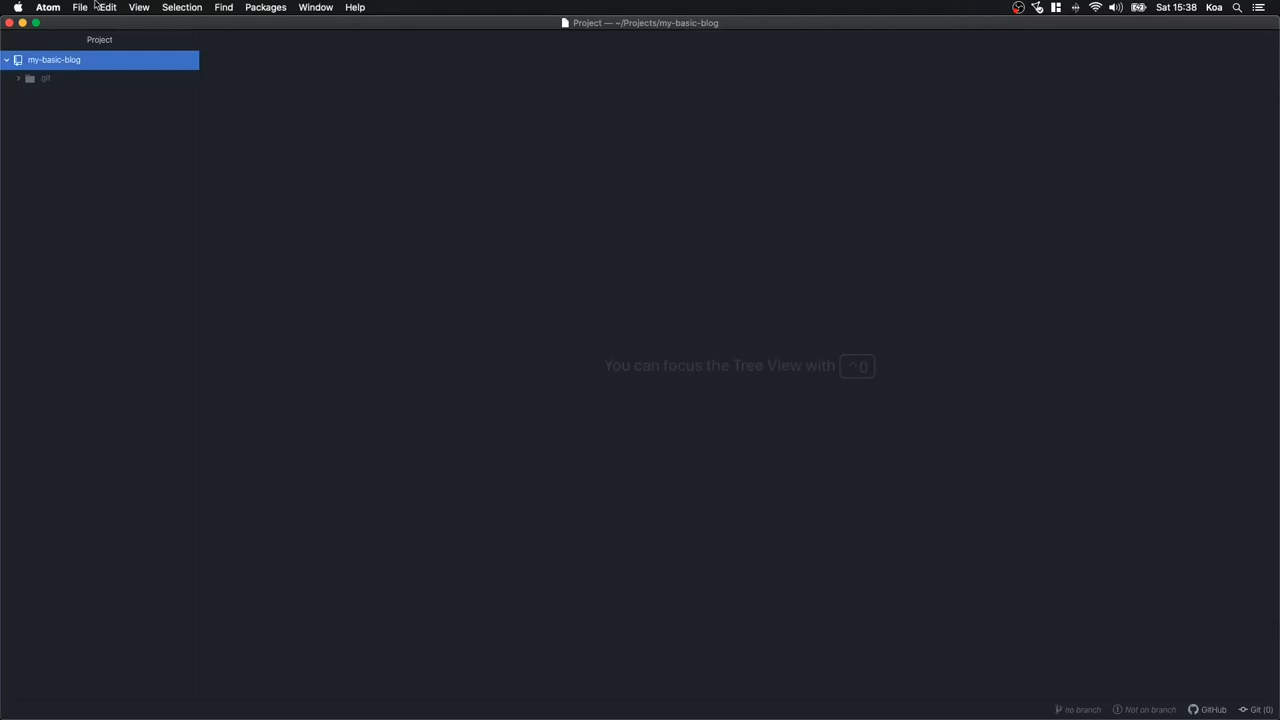 Atom File Edit View Selection Find Packages Window Help Sat 15:38 Koa
Project — ~/Projects/my-basic-blog
Project
my-basic-blog
.git
You can focus the Tree View with ^0
no branch Not on branch GitHub Git (0)